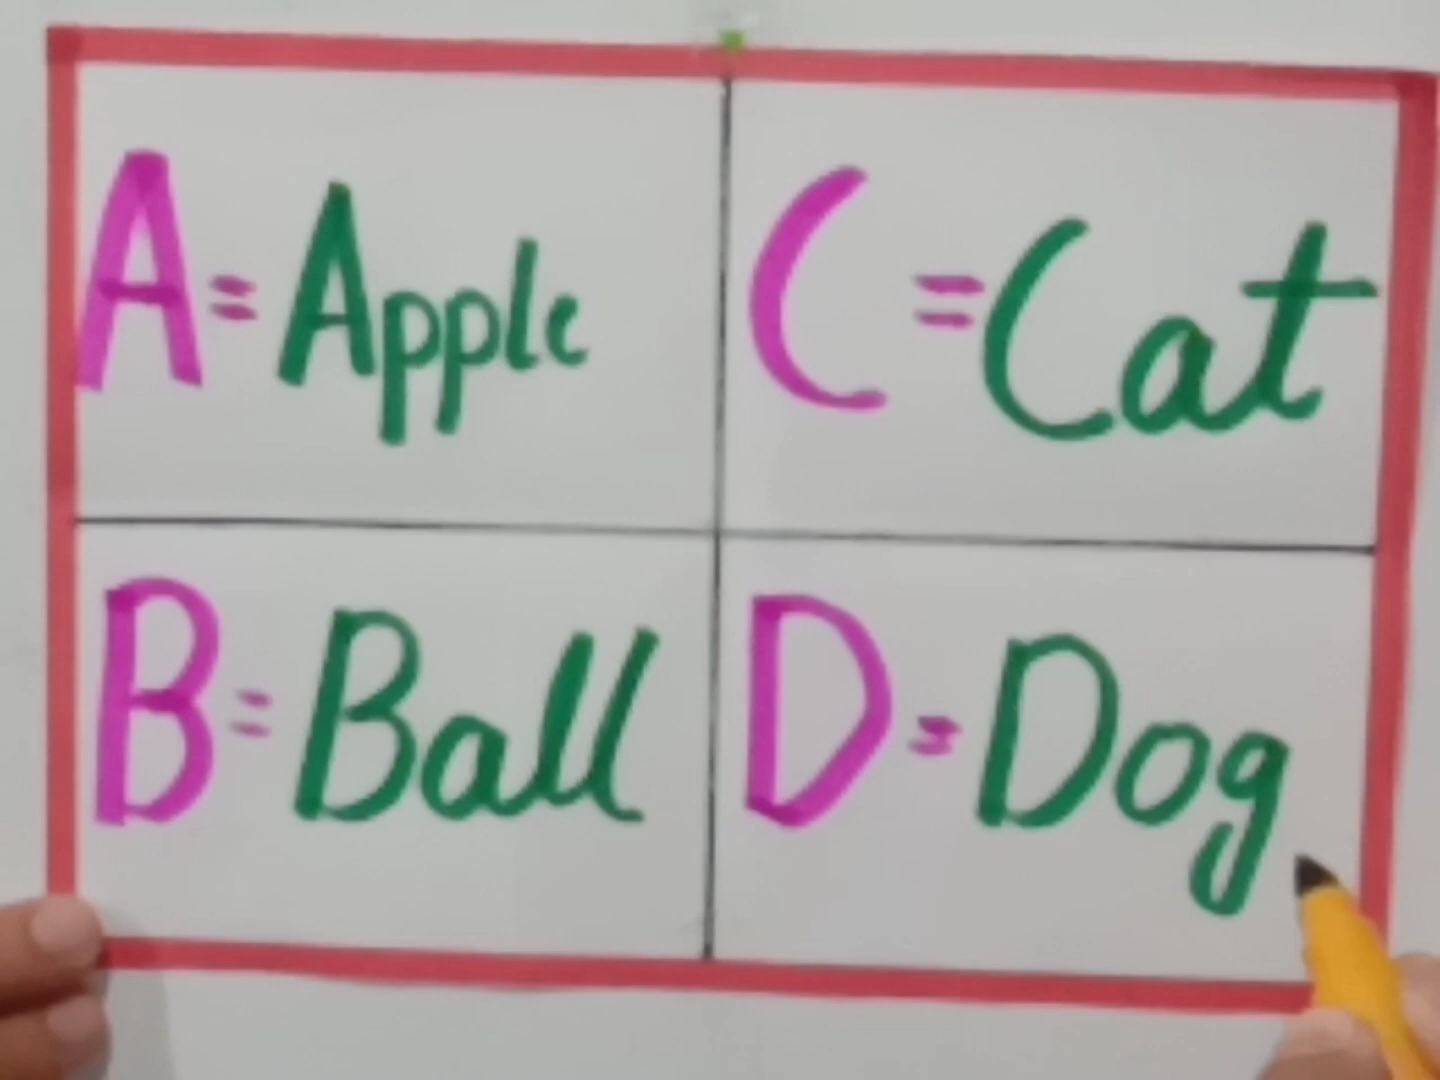 A = Apple
B = Ball
C = Cat
D = Dog